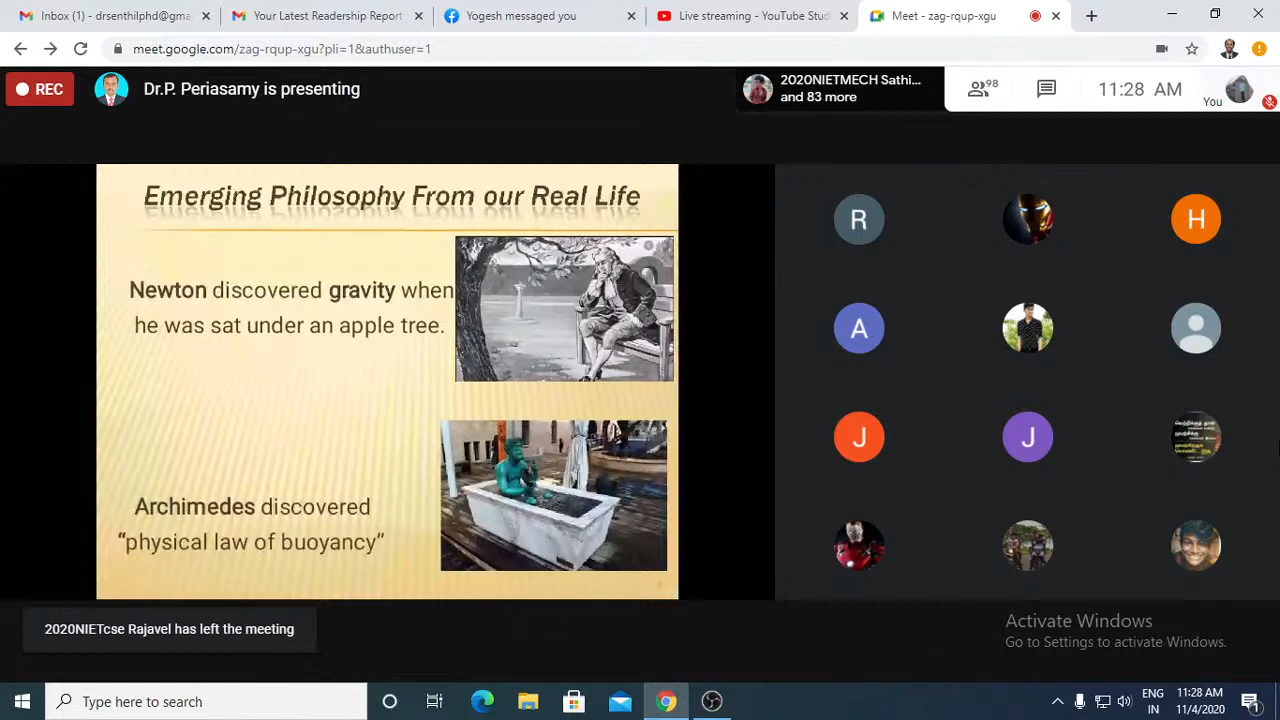 Inbox (1) - drsenthilphd@gma
Your Latest Readership Report
Yogesh messaged you
Live streaming - YouTube Stud
Meet - zag-rqup-xgu
meet.google.com/zag-rqup-xgu?pli=1&authuser=1
REC
Dr.P. Periasamy is presenting
2020NIETMECH Sathi...
and 83 more
98
11:28 AM
You
Emerging Philosophy From our Real Life
Newton discovered gravity when
he was sat under an apple tree.
Archimedes discovered
“physical law of buoyancy”
R
H
A
J
J
2020NIETcse Rajavel has left the meeting
Activate Windows
Go to Settings to activate Windows.
Type here to search
ENG
IN
11:28 AM
11/4/2020
1